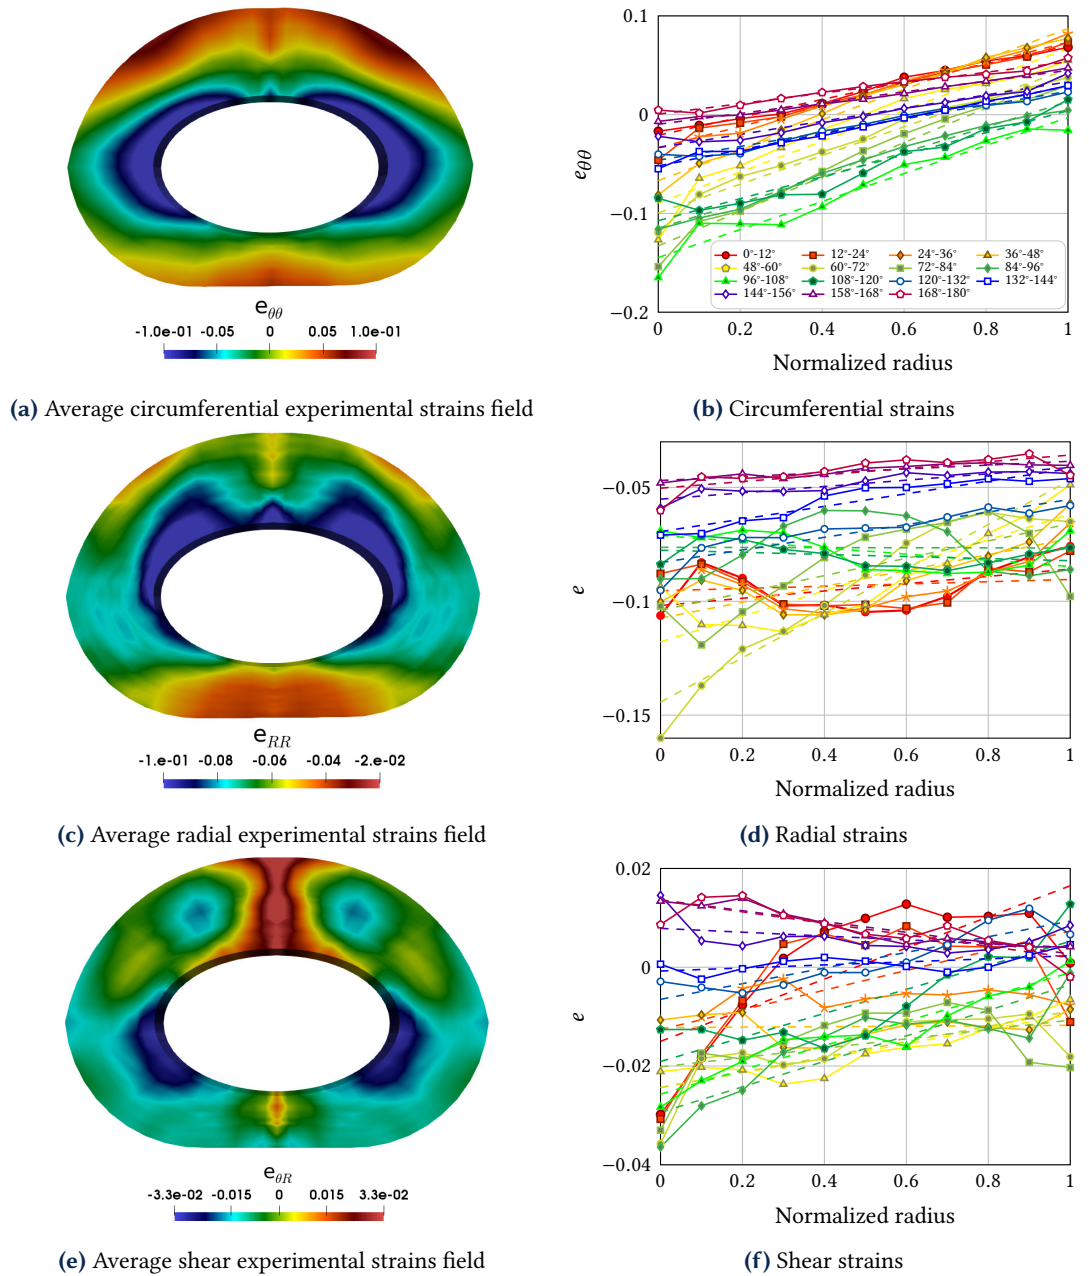 e_θθ
-1.0e-01 -0.05 0 0.05 1.0e-01
(a) Average circumferential experimental strains field
0.1
0
−0.1
−0.2
e_θθ
0°-12° 12°-24° 24°-36° 36°-48°
48°-60° 60°-72° 72°-84° 84°-96°
96°-108° 108°-120° 120°-132° 132°-144°
144°-156° 158°-168° 168°-180°
0 0.2 0.4 0.6 0.8 1
Normalized radius
(b) Circumferential strains
e_RR
-1.e-01 -0.08 -0.06 -0.04 -2.e-02
(c) Average radial experimental strains field
−0.05
−0.1
−0.15
e
0 0.2 0.4 0.6 0.8 1
Normalized radius
(d) Radial strains
e_θR
-3.3e-02 -0.015 0 0.015 3.3e-02
(e) Average shear experimental strains field
0.02
0
−0.02
−0.04
e
0 0.2 0.4 0.6 0.8 1
Normalized radius
(f) Shear strains